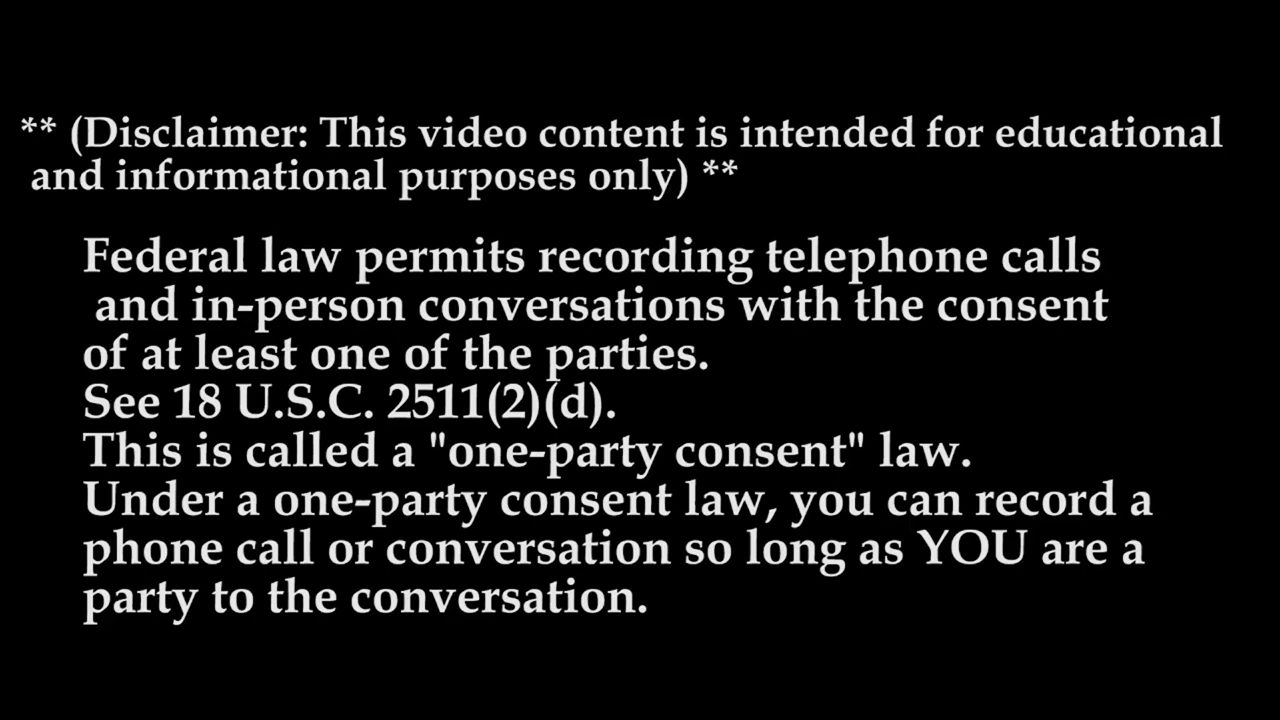 ** (Disclaimer: This video content is intended for educational
and informational purposes only) **
Federal law permits recording telephone calls
and in-person conversations with the consent
of at least one of the parties.
See 18 U.S.C. 2511(2)(d).
This is called a "one-party consent" law.
Under a one-party consent law, you can record a
phone call or conversation so long as YOU are a
party to the conversation.